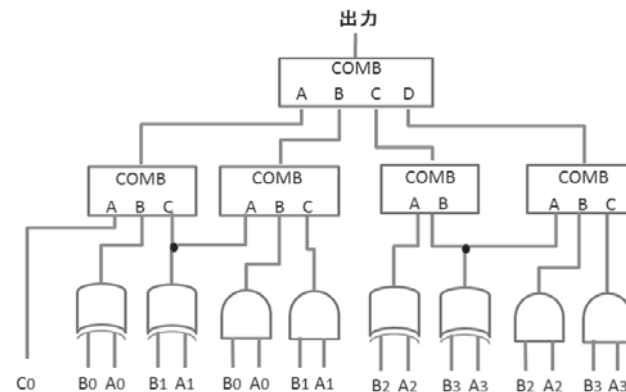 出力
COMB
A B C D
COMB COMB COMB COMB
A B C A B C A B A B C
C0 B0 A0 B1 A1 B0 A0 B1 A1 B2 A2 B3 A3 B2 A2 B3 A3